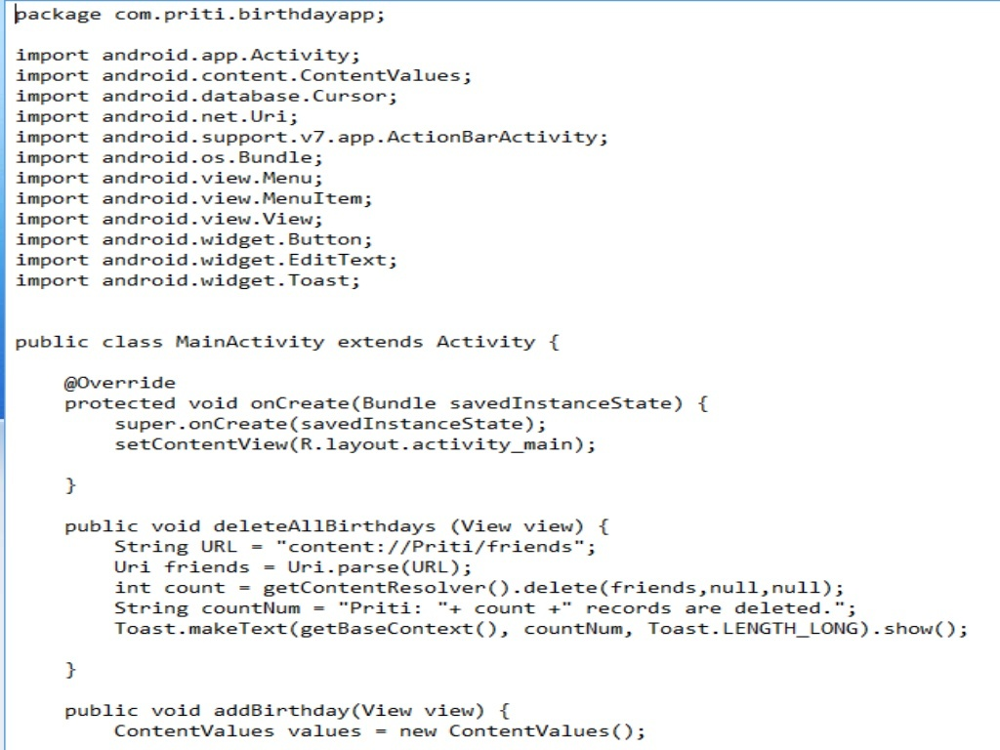 package com.priti.birthdayapp;
import android.app.Activity;
import android.content.ContentValues;
import android.database.Cursor;
import android.net.Uri;
import android.support.v7.app.ActionBarActivity;
import android.os.Bundle;
import android.view.Menu;
import android.view.MenuItem;
import android.view.View;
import android.widget.Button;
import android.widget.EditText;
import android.widget.Toast;
public class MainActivity extends Activity {
@Override
protected void onCreate(Bundle savedInstanceState) {
super.onCreate(savedInstanceState);
setContentView(R.layout.activity_main);
}
public void deleteAllBirthdays (View view) {
String URL = "content://Priti/friends";
Uri friends = Uri.parse(URL);
int count = getContentResolver().delete(friends,null,null);
String countNum = "Priti: "+ count +" records are deleted.";
Toast.makeText(getBaseContext(), countNum, Toast.LENGTH_LONG).show();
}
public void addBirthday(View view) {
ContentValues values = new ContentValues();